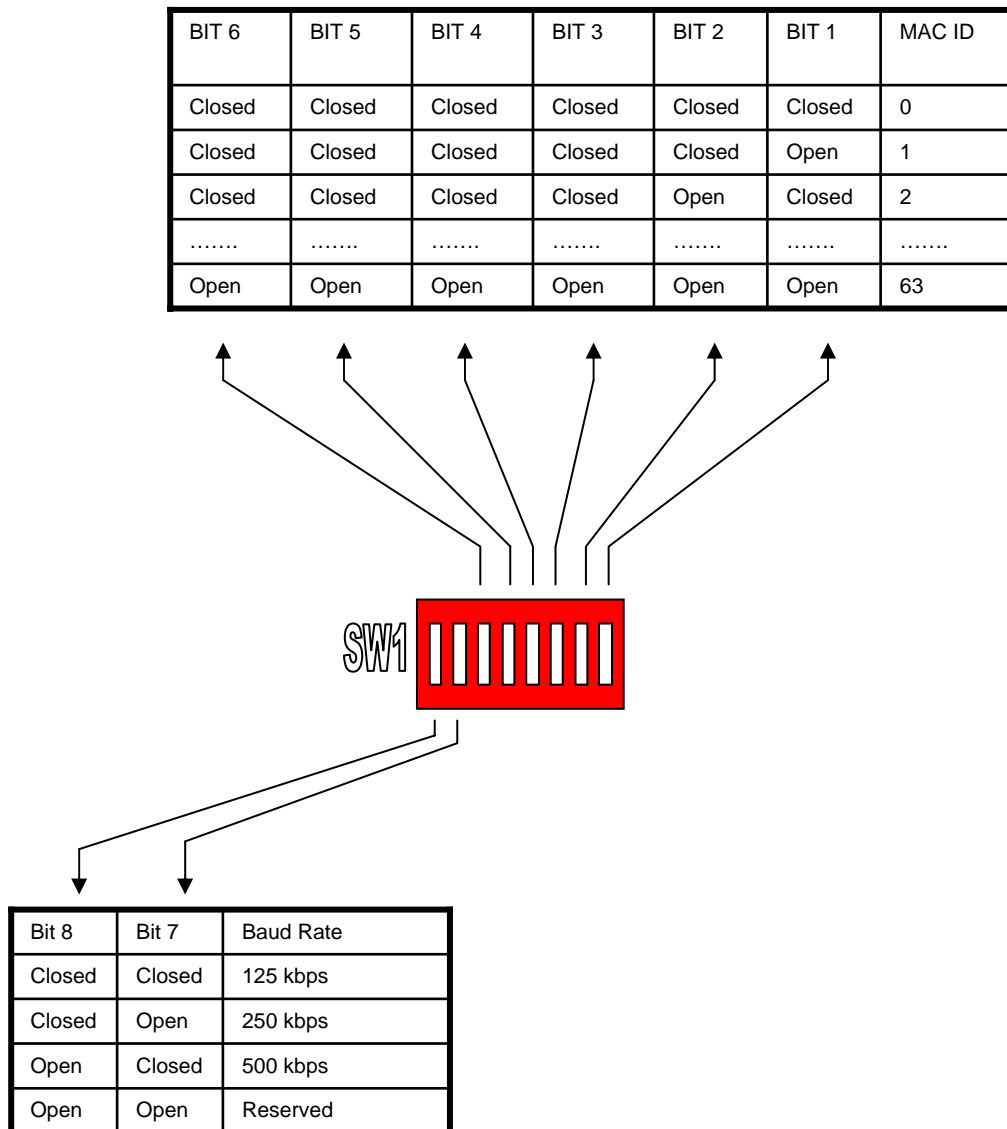 BIT 6 BIT 5 BIT 4 BIT 3 BIT 2 BIT 1 MAC ID
Closed Closed Closed Closed Closed Closed 0
Closed Closed Closed Closed Closed Open 1
Closed Closed Closed Closed Open Closed 2
……. ……. ……. ……. ……. ……. …….
Open Open Open Open Open Open 63
SW1
Bit 8 Bit 7 Baud Rate
Closed Closed 125 kbps
Closed Open 250 kbps
Open Closed 500 kbps
Open Open Reserved